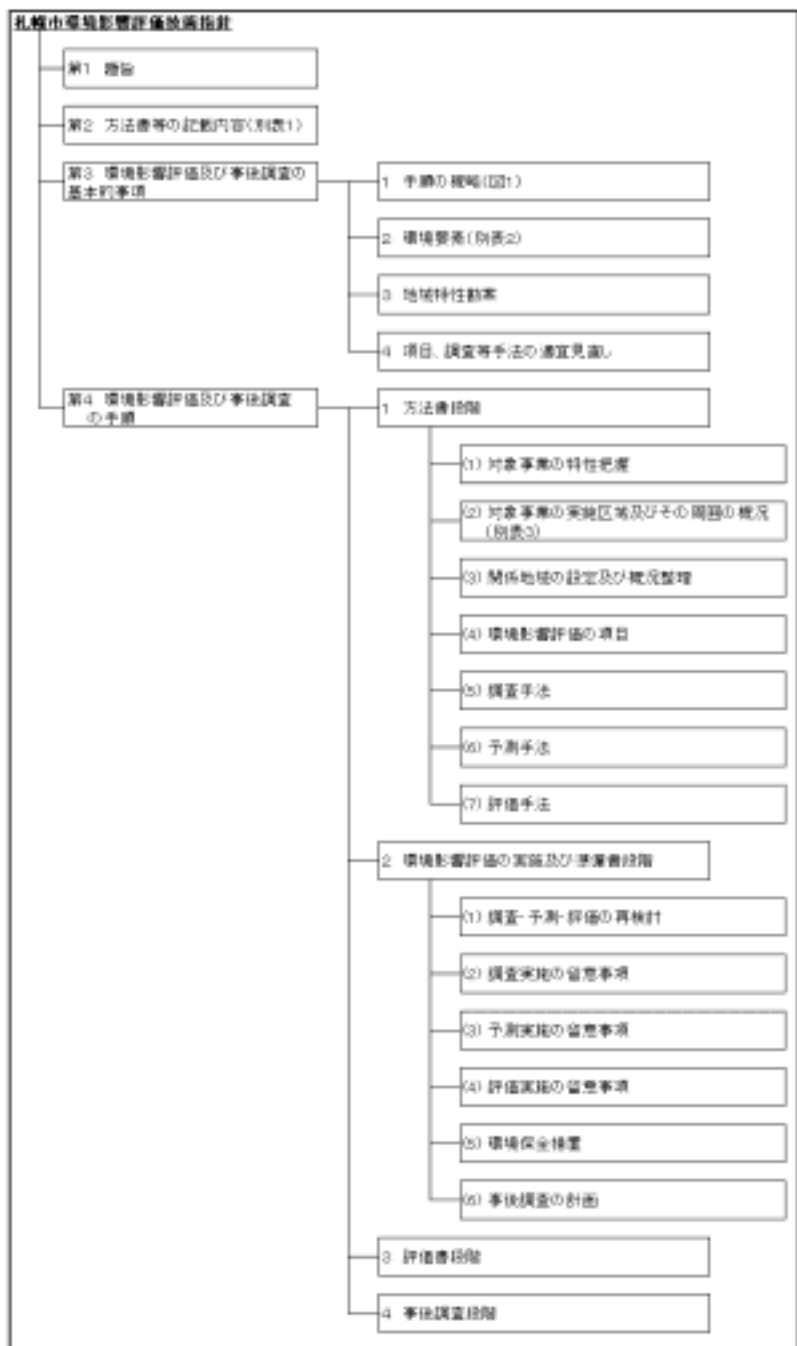 札幌市環境影響評価技術指針
第1 趣旨
第2 方法書等の記載内容(別表1)
第3 環境影響評価及び事後調査の
基本的事項
1 手順の概略(図1)
2 環境要素(別表2)
3 地域特性勘案
4 項目、調査等手法の適宜見直し
第4 環境影響評価及び事後調査
の手順
1 方法書段階
(1) 対象事業の特性把握
(2) 対象事業の実施区域及びその周囲の概況
(別表3)
(3) 関係地域の設定及び概況整理
(4) 環境影響評価の項目
(5) 調査手法
(6) 予測手法
(7) 評価手法
2 環境影響評価の実施及び準備書段階
(1) 調査・予測・評価の再検討
(2) 調査実施の留意事項
(3) 予測実施の留意事項
(4) 評価実施の留意事項
(5) 環境保全措置
(6) 事後調査の計画
3 評価書段階
4 事後調査段階